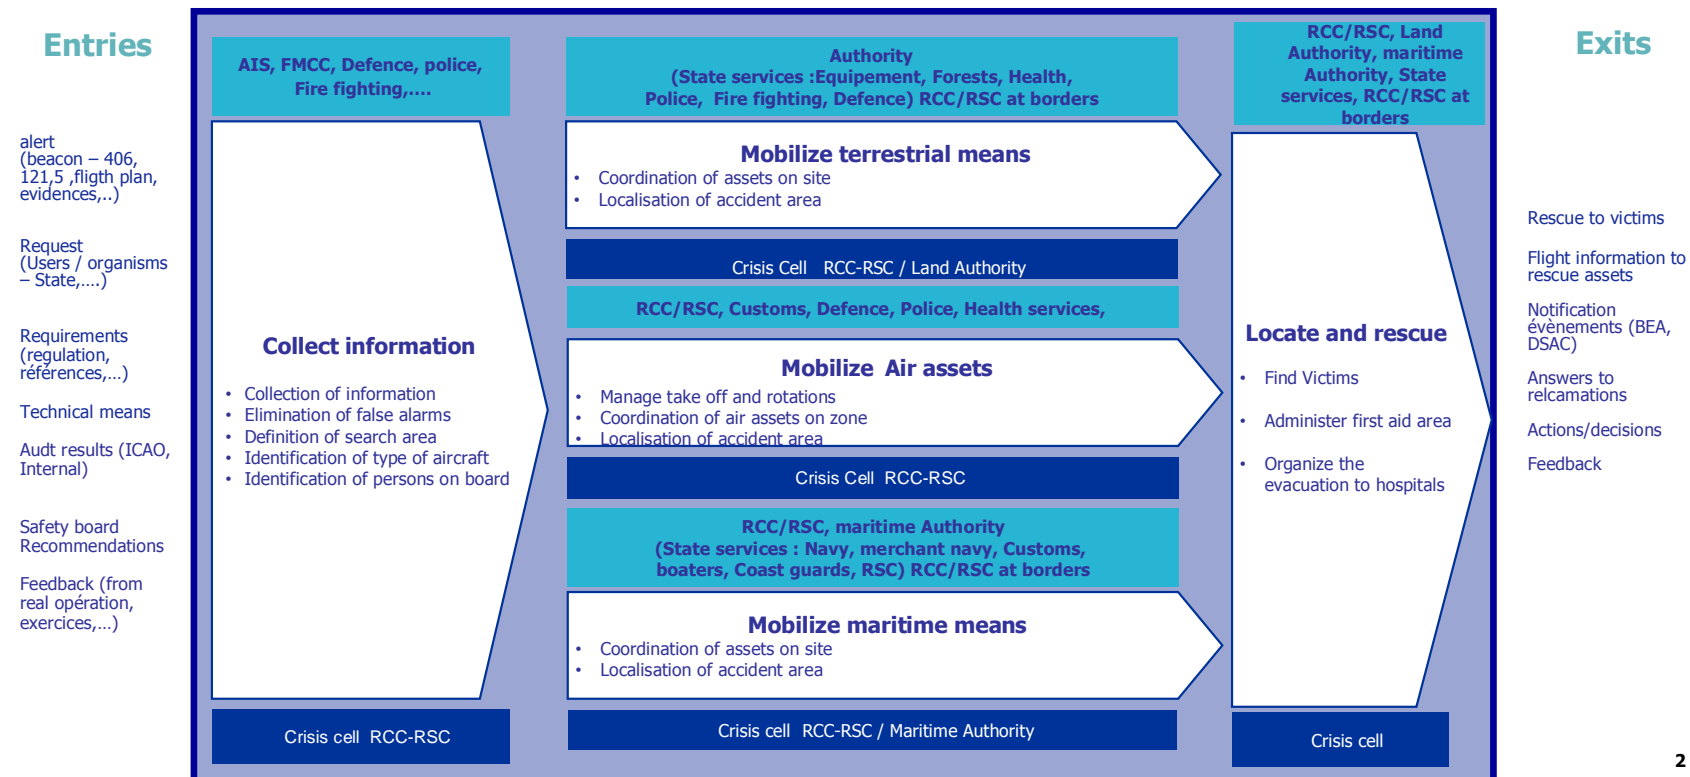 Entries
alert
(beacon – 406,
121,5 ,fligth plan,
evidences,..)
Request
(Users / organisms
– State,....)
Requirements
(regulation,
références,...)
Technical means
Audt results (ICAO,
Internal)
Safety board
Recommendations
Feedback (from
real opération,
exercices,...)
AIS, FMCC, Defence, police,
Fire fighting,....
Collect information
• Collection of information
• Elimination of false alarms
• Definition of search area
• Identification of type of aircraft
• Identification of persons on board
Crisis cell RCC-RSC
Authority
(State services :Equipement, Forests, Health,
Police, Fire fighting, Defence) RCC/RSC at borders
Mobilize terrestrial means
• Coordination of assets on site
• Localisation of accident area
Crisis Cell RCC-RSC / Land Authority
RCC/RSC, Customs, Defence, Police, Health services,
Mobilize Air assets
• Manage take off and rotations
• Coordination of air assets on zone
• Localisation of accident area
Crisis Cell RCC-RSC
RCC/RSC, maritime Authority
(State services : Navy, merchant navy, Customs,
boaters, Coast guards, RSC) RCC/RSC at borders
Mobilize maritime means
• Coordination of assets on site
• Localisation of accident area
Crisis cell RCC-RSC / Maritime Authority
RCC/RSC, Land
Authority, maritime
Authority, State
services, RCC/RSC at
borders
Locate and rescue
• Find Victims
• Administer first aid area
• Organize the
evacuation to hospitals
Crisis cell
Exits
Rescue to victims
Flight information to
rescue assets
Notification
évènements (BEA,
DSAC)
Answers to
relcamations
Actions/decisions
Feedback
2